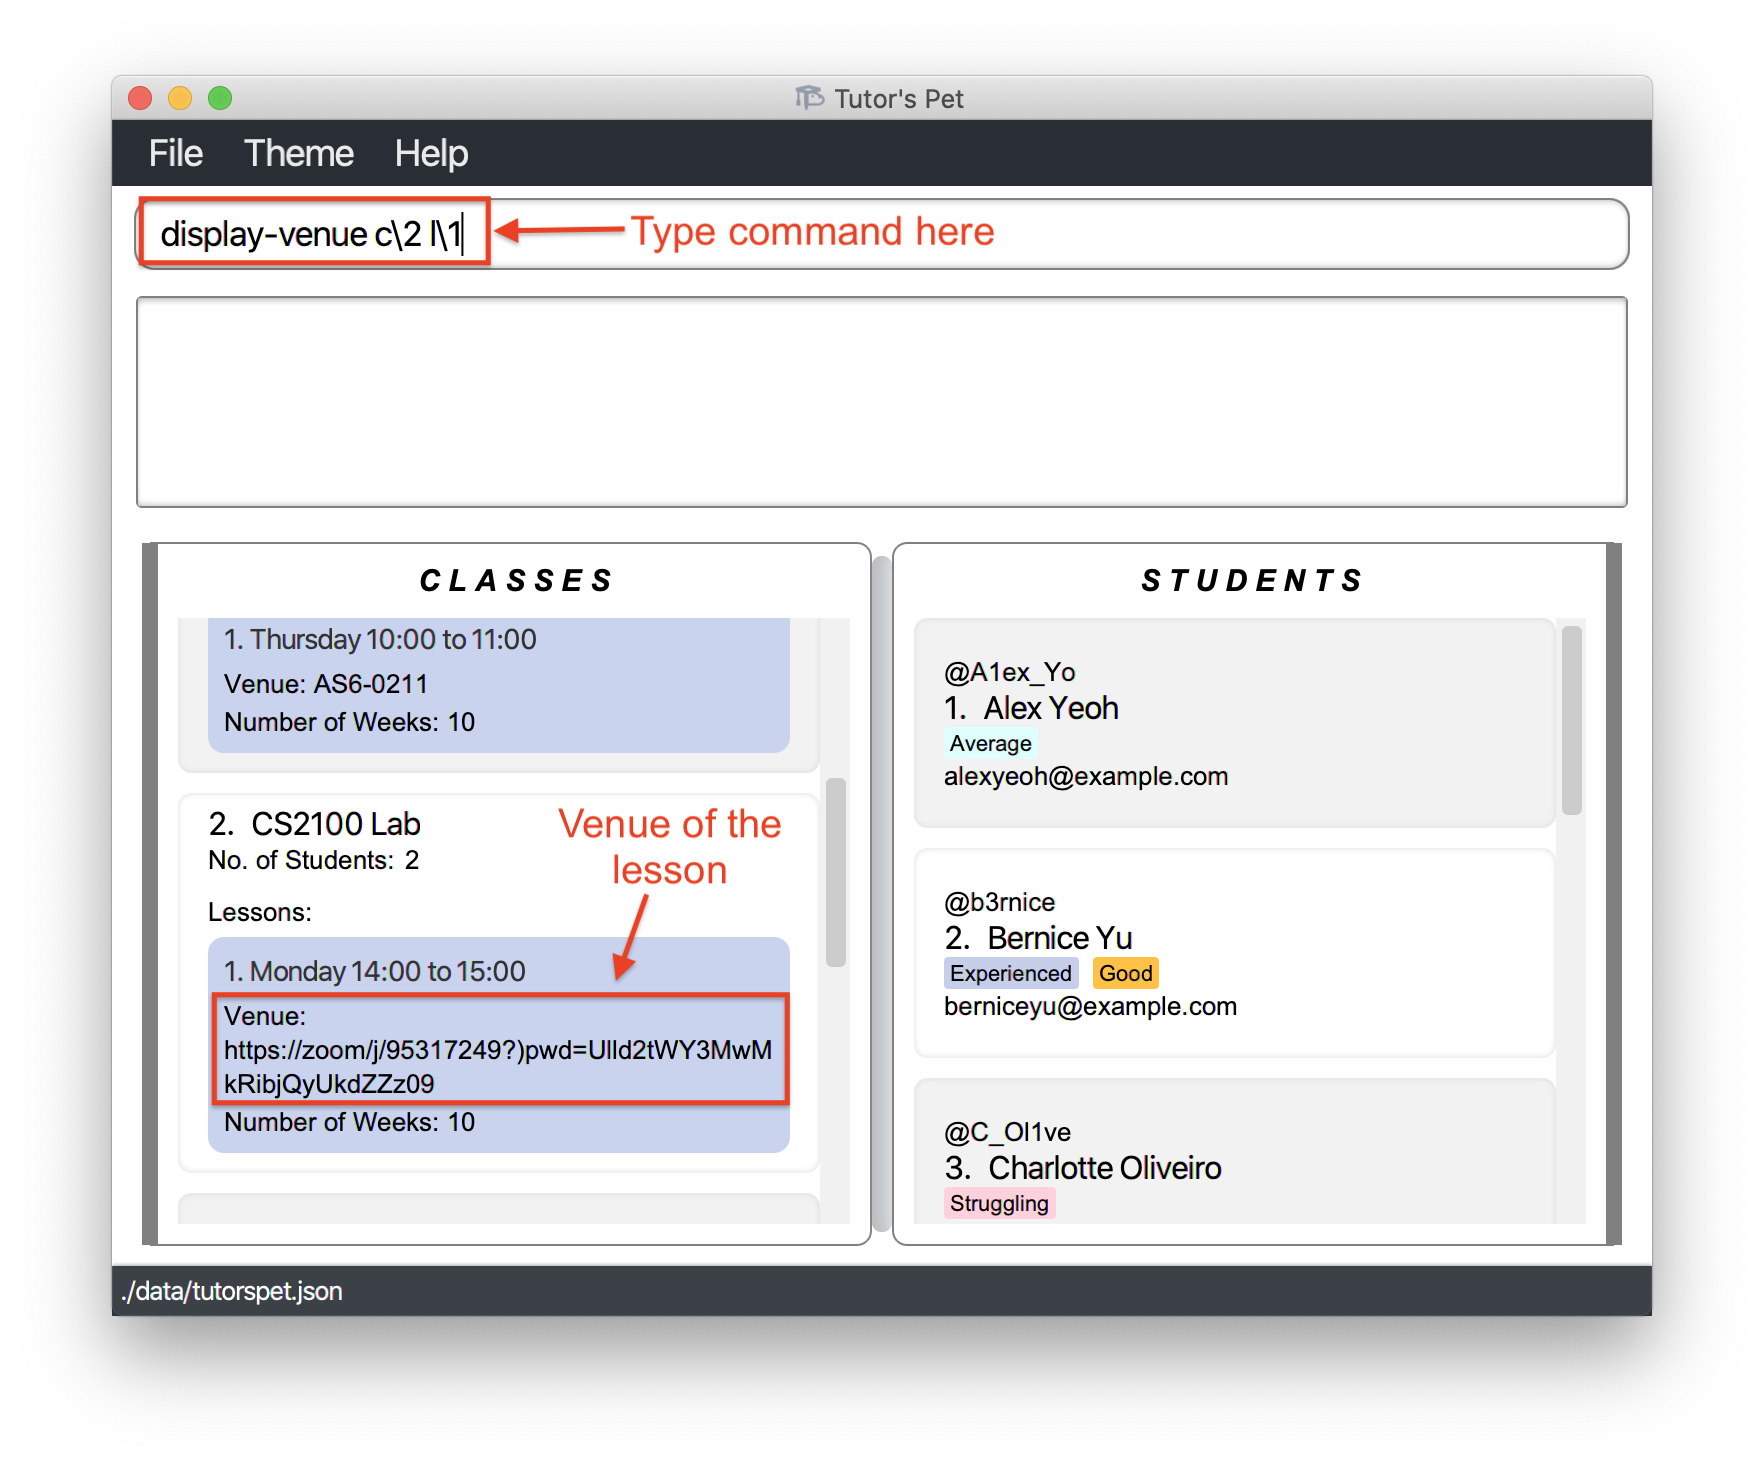 Tutor's Pet
File Theme Help
display-venue c\2 l\1
Type command here
CLASSES
1. Thursday 10:00 to 11:00
Venue: AS6-0211
Number of Weeks: 10
2. CS2100 Lab
No. of Students: 2
Venue of the
lesson
Lessons:
1. Monday 14:00 to 15:00
Venue:
https://zoom/j/95317249?)pwd=Ulld2tWY3MwM
kRibjQyUkdZZz09
Number of Weeks: 10
STUDENTS
@A1ex_Yo
1. Alex Yeoh
Average
alexyeoh@example.com
@b3rnice
2. Bernice Yu
Experienced Good
berniceyu@example.com
@C_Ol1ve
3. Charlotte Oliveiro
Struggling
./data/tutorspet.json